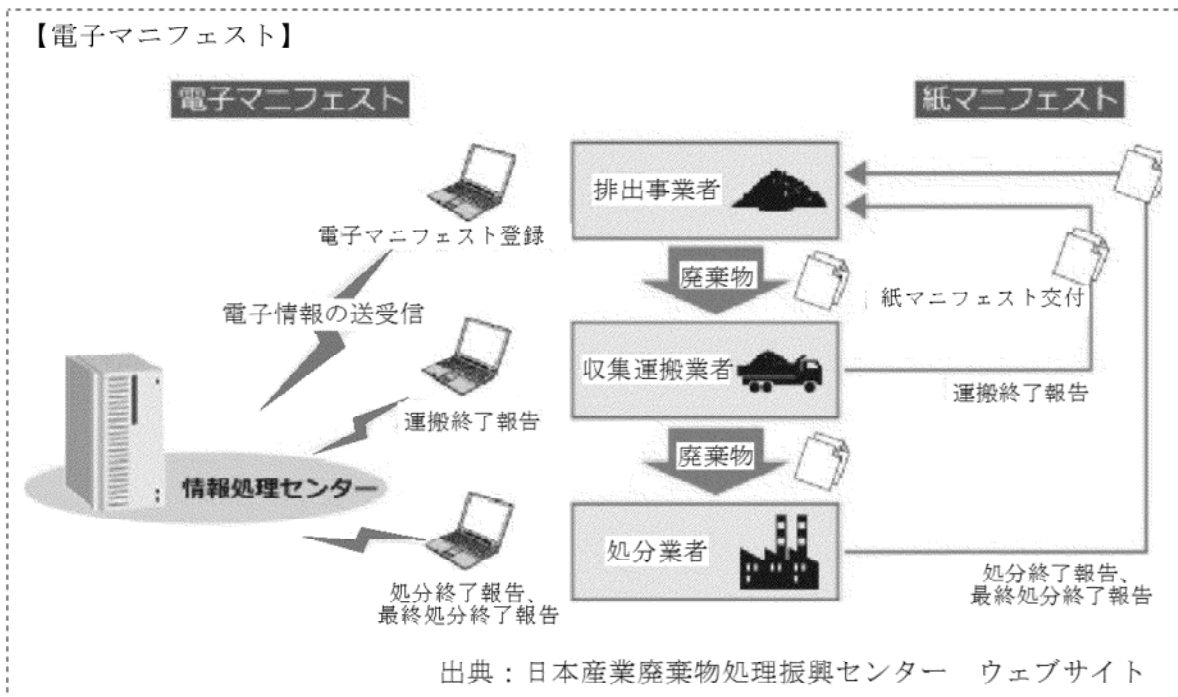 【電子マニフェスト】
電子マニフェスト
紙マニフェスト
排出事業者
電子マニフェスト登録
廃棄物
紙マニフェスト交付
電子情報の送受信
収集運搬業者
運搬終了報告
運搬終了報告
廃棄物
情報処理センター
処分業者
処分終了報告、
最終処分終了報告
処分終了報告、
最終処分終了報告
出典：日本産業廃棄物処理振興センター　ウェブサイト